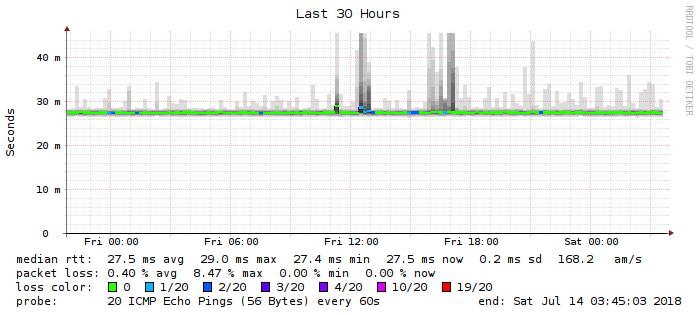 Last 30 Hours
RRDTOOL / TOBI OETIKER
Seconds
40 m
30 m
20 m
10 m
0
Fri 00:00 Fri 06:00 Fri 12:00 Fri 18:00 Sat 00:00
median rtt: 27.5 ms avg 29.0 ms max 27.4 ms min 27.5 ms now 0.2 ms sd 168.2 am/s
packet loss: 0.40 % avg 8.47 % max 0.00 % min 0.00 % now
loss color: 0 1/20 2/20 3/20 4/20 10/20 19/20
probe: 20 ICMP Echo Pings (56 Bytes) every 60s end: Sat Jul 14 03:45:03 2018